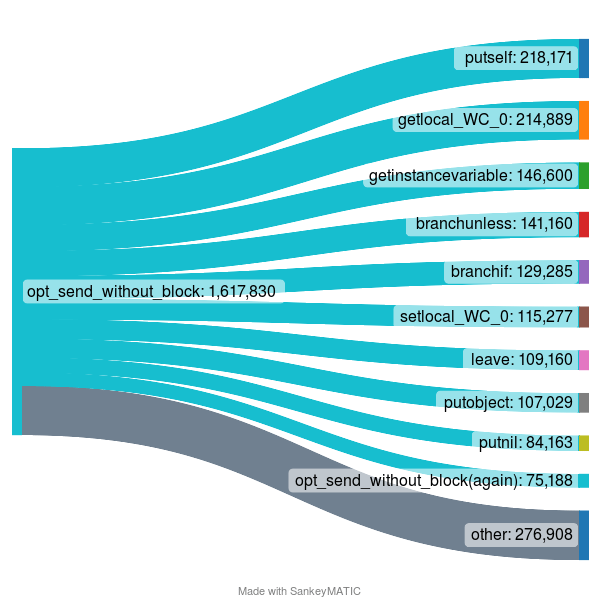 putself: 218,171
getlocal_WC_0: 214,889
getinstancevariable: 146,600
branchunless: 141,160
branchif: 129,285
opt_send_without_block: 1,617,830
setlocal_WC_0: 115,277
leave: 109,160
putobject: 107,029
putnil: 84,163
opt_send_without_block(again): 75,188
other: 276,908
Made with SankeyMATIC